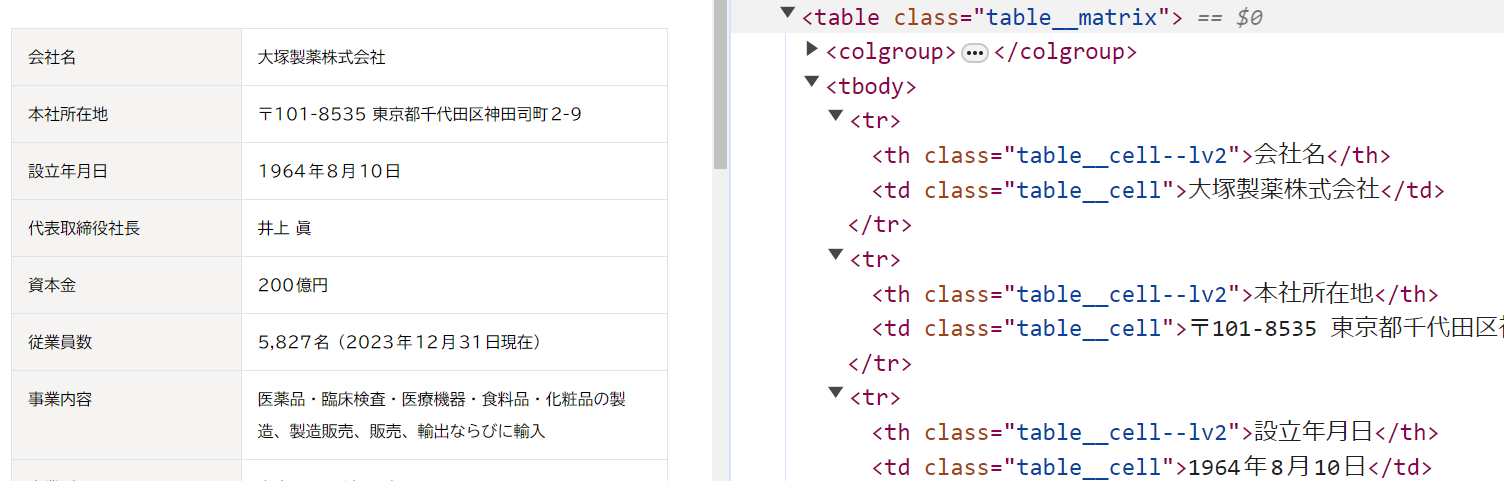 会社名 大塚製薬株式会社
本社所在地 〒101-8535 東京都千代田区神田司町2-9
設立年月日 1964年8月10日
代表取締役社長 井上 眞
資本金 200億円
従業員数 5,827名（2023年12月31日現在）
事業内容 医薬品・臨床検査・医療機器・食料品・化粧品の製
造、製造販売、販売、輸出ならびに輸入
<table class="table__matrix"> == $0
<colgroup>…</colgroup>
<tbody>
<tr>
<th class="table__cell--lv2">会社名</th>
<td class="table__cell">大塚製薬株式会社</td>
</tr>
<tr>
<th class="table__cell--lv2">本社所在地</th>
<td class="table__cell">〒101-8535 東京都千代田区
</tr>
<tr>
<th class="table__cell--lv2">設立年月日</th>
<td class="table__cell">1964年8月10日</td>